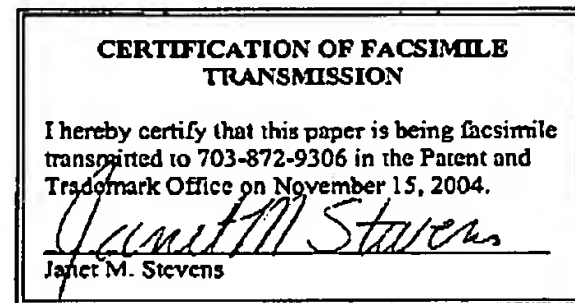 CERTIFICATION OF FACSIMILE
TRANSMISSION
I hereby certify that this paper is being facsimile
transmitted to 703-872-9306 in the Patent and
Trademark Office on November 15, 2004.
Janet M Stevens
Janet M. Stevens